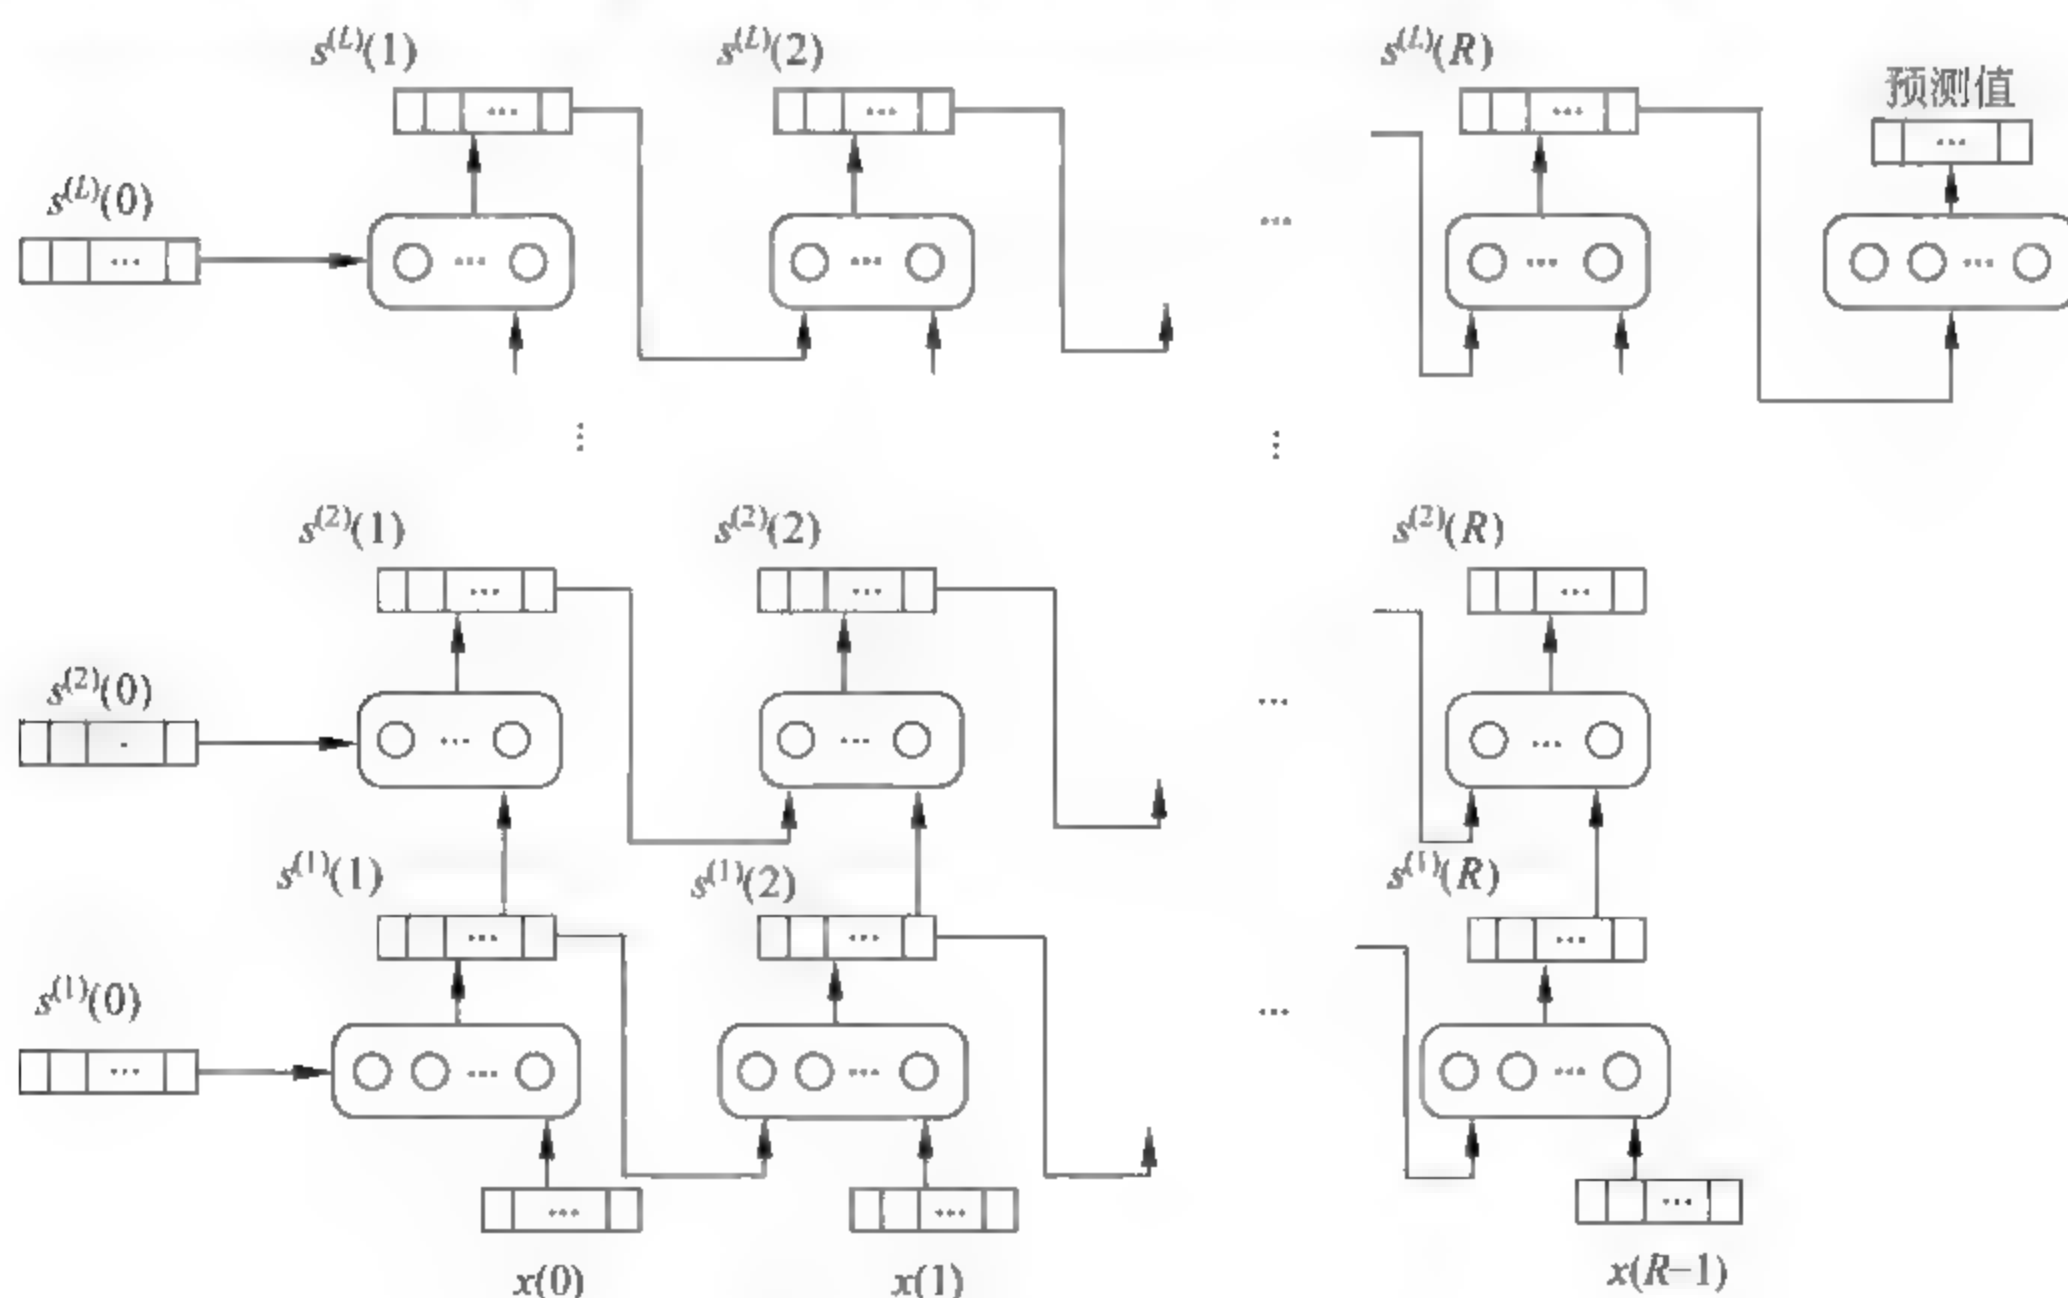 s^(L)(1) s^(L)(2) s^(L)(R)
预测值
s^(L)(0)
s^(2)(1) s^(2)(2) s^(2)(R)
s^(2)(0)
s^(1)(1) s^(1)(2) s^(1)(R)
s^(1)(0)
x(0) x(1) x(R-1)